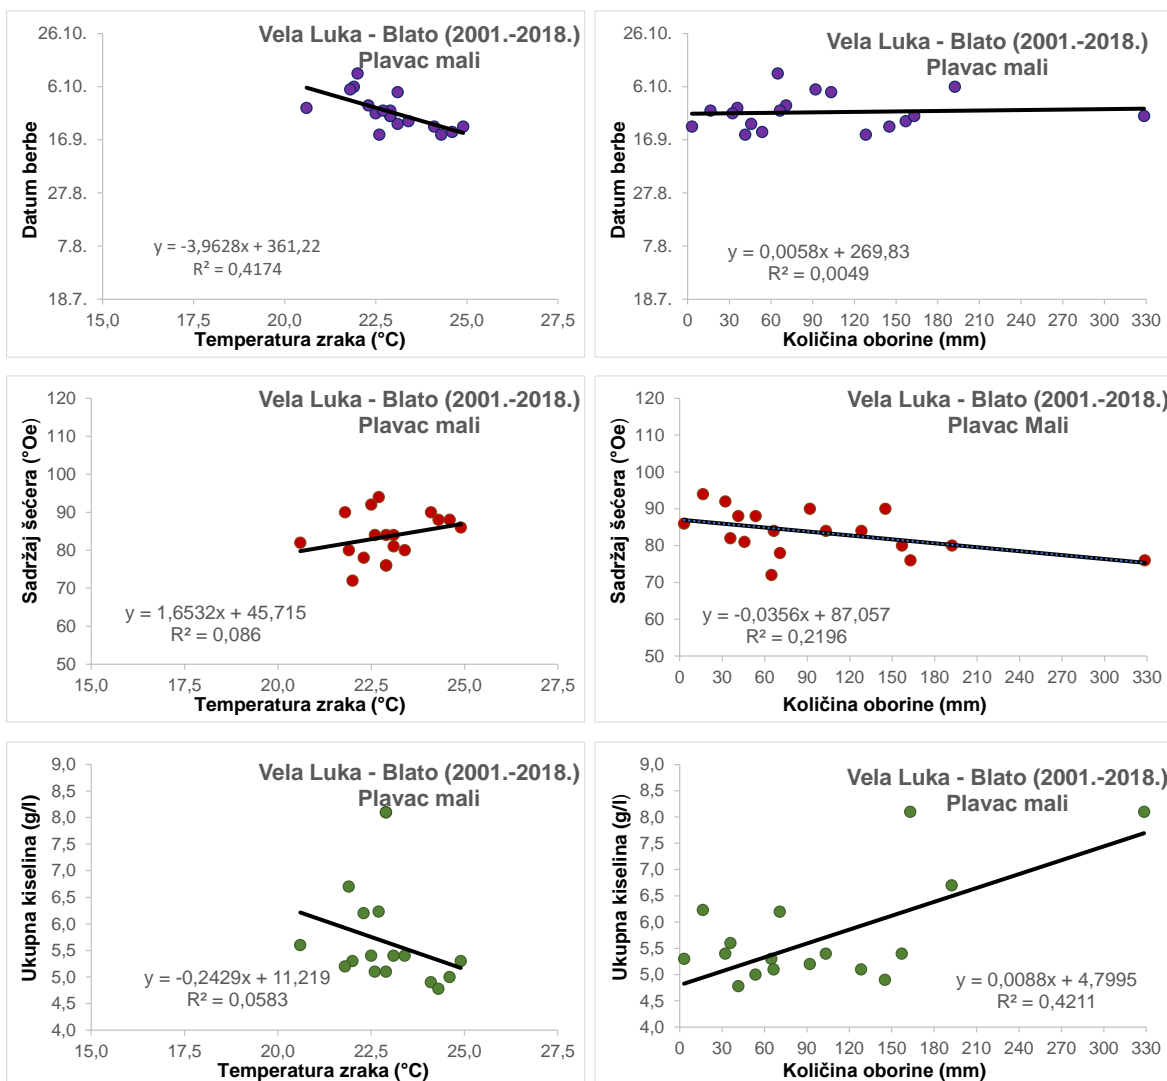 Vela Luka - Blato (2001.-2018.)
Plavac mali
Datum berbe
26.10.
6.10.
16.9.
27.8.
7.8.
18.7.
y = -3,9628x + 361,22
R² = 0,4174
15,0 17,5 20,0 22,5 25,0 27,5
Temperatura zraka (°C)
Vela Luka - Blato (2001.-2018.)
Plavac mali
Datum berbe
26.10.
6.10.
16.9.
27.8.
7.8.
18.7.
y = 0,0058x + 269,83
R² = 0,0049
0 30 60 90 120 150 180 210 240 270 300 330
Količina oborine (mm)
Vela Luka - Blato (2001.-2018.)
Plavac mali
Sadržaj šećera (°Oe)
120
110
100
90
80
70
60
50
y = 1,6532x + 45,715
R² = 0,086
15,0 17,5 20,0 22,5 25,0 27,5
Temperatura zraka (°C)
Vela Luka - Blato (2001.-2018.)
Plavac Mali
Sadržaj šećera (°Oe)
120
110
100
90
80
70
60
50
y = -0,0356x + 87,057
R² = 0,2196
0 30 60 90 120 150 180 210 240 270 300 330
Količina oborine (mm)
Vela Luka - Blato (2001.-2018.)
Plavac mali
Ukupna kiselina (g/l)
9,0
8,5
8,0
7,5
7,0
6,5
6,0
5,5
5,0
4,5
4,0
y = -0,2429x + 11,219
R² = 0,0583
15,0 17,5 20,0 22,5 25,0 27,5
Temperatura zraka (°C)
Vela Luka - Blato (2001.-2018.)
Plavac mali
Ukupna kiselina (g/l)
9,0
8,5
8,0
7,5
7,0
6,5
6,0
5,5
5,0
4,5
4,0
y = 0,0088x + 4,7995
R² = 0,4211
0 30 60 90 120 150 180 210 240 270 300 330
Količina oborine (mm)